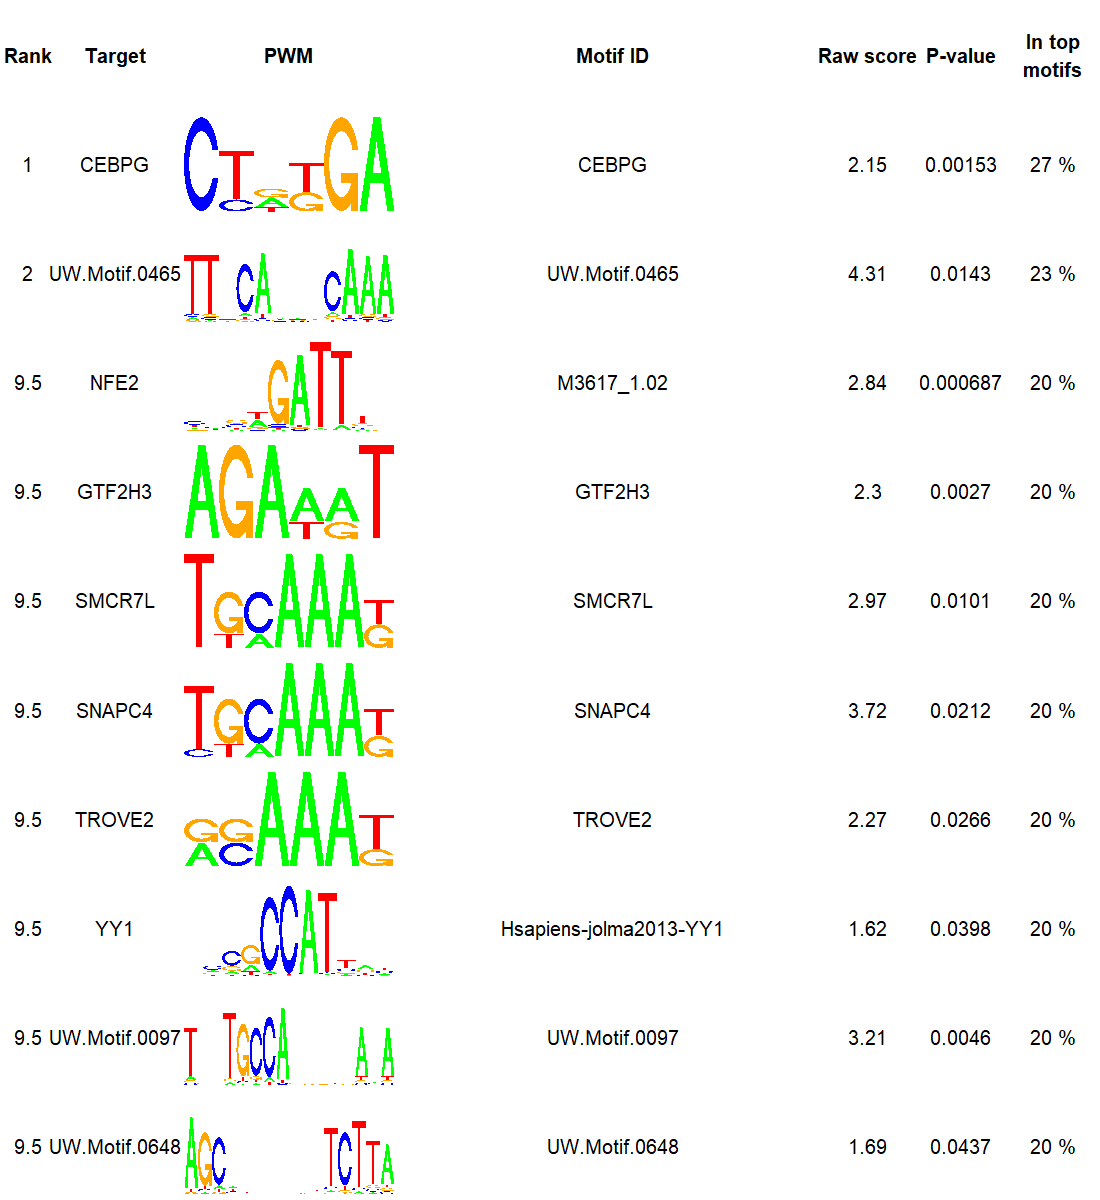 Rank Target PWM Motif ID Raw score P-value In top motifs
1 CEBPG CEBPG 2.15 0.00153 27 %
2 UW.Motif.0465 UW.Motif.0465 4.31 0.0143 23 %
9.5 NFE2 M3617_1.02 2.84 0.000687 20 %
9.5 GTF2H3 GTF2H3 2.3 0.0027 20 %
9.5 SMCR7L SMCR7L 2.97 0.0101 20 %
9.5 SNAPC4 SNAPC4 3.72 0.0212 20 %
9.5 TROVE2 TROVE2 2.27 0.0266 20 %
9.5 YY1 Hsapiens-jolma2013-YY1 1.62 0.0398 20 %
9.5 UW.Motif.0097 UW.Motif.0097 3.21 0.0046 20 %
9.5 UW.Motif.0648 UW.Motif.0648 1.69 0.0437 20 %